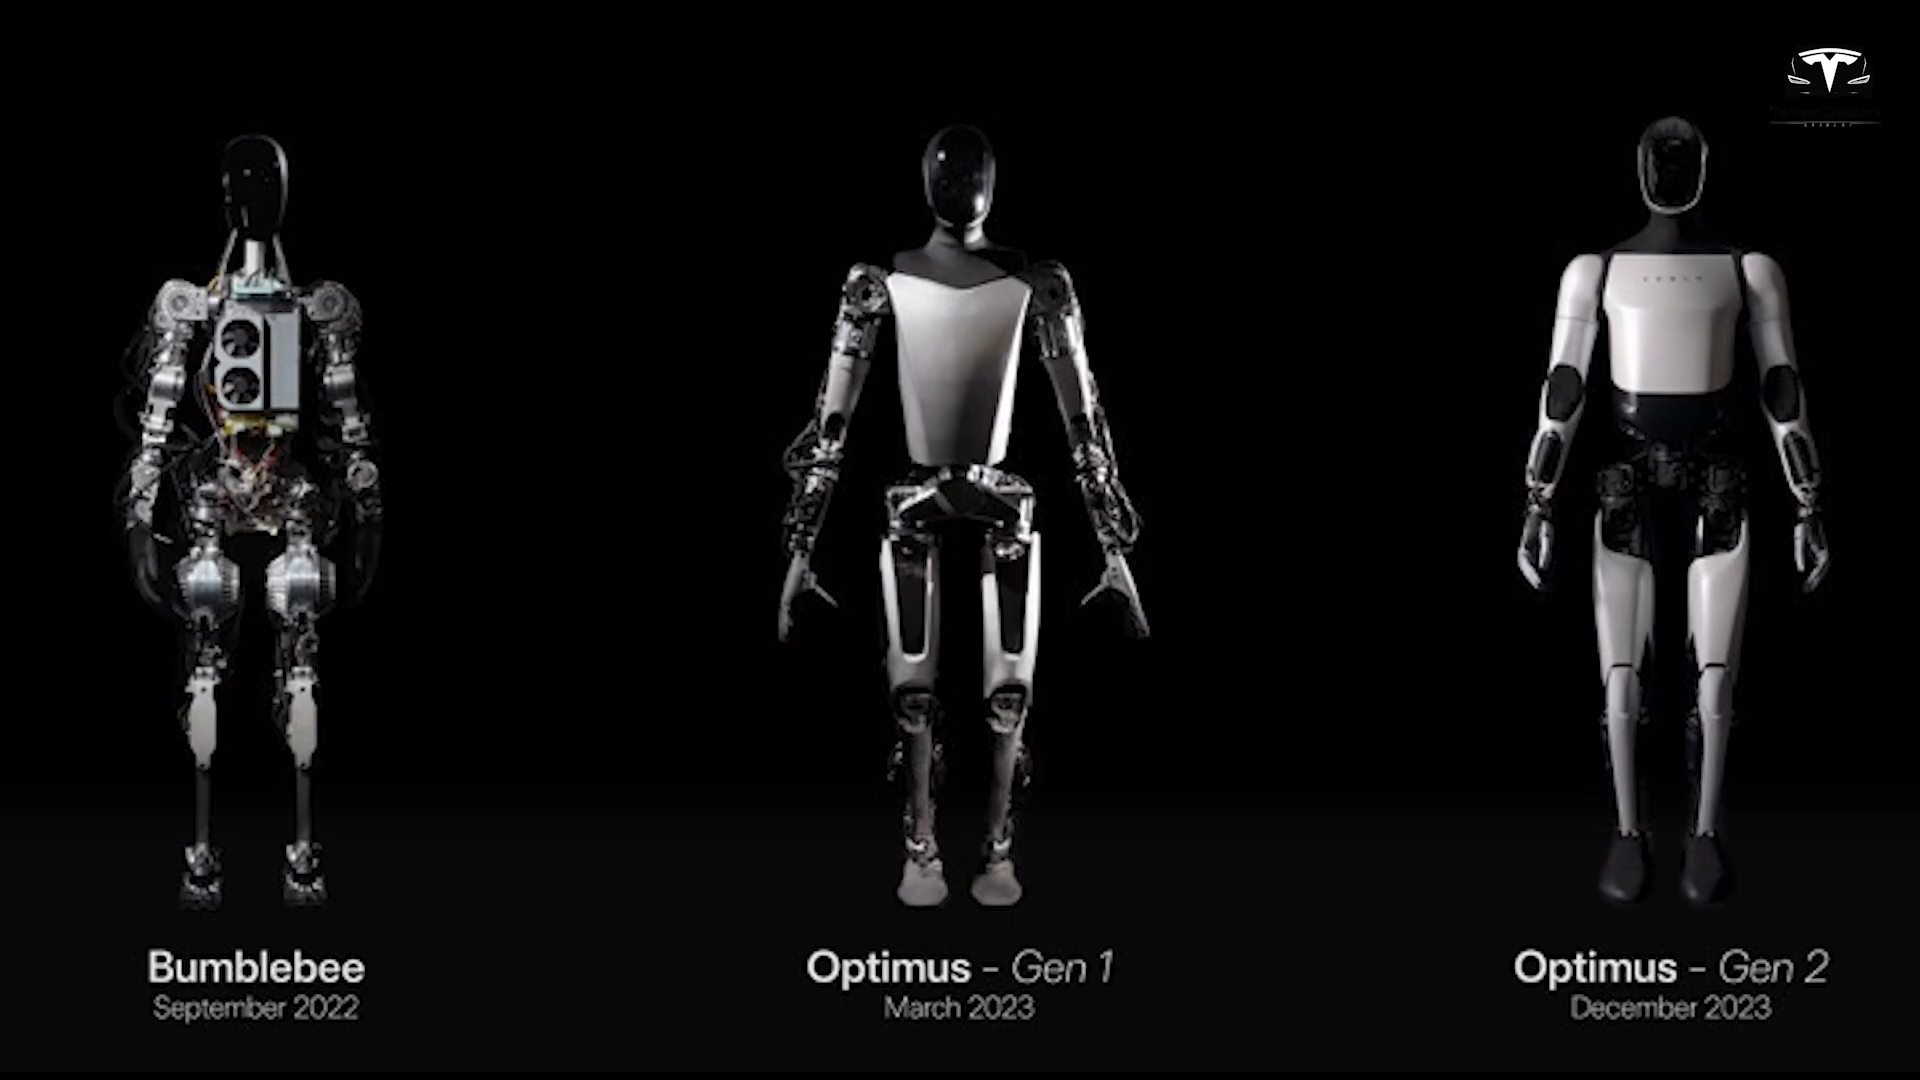 Bumblebee
September 2022
Optimus - Gen 1
March 2023
Optimus - Gen 2
December 2023